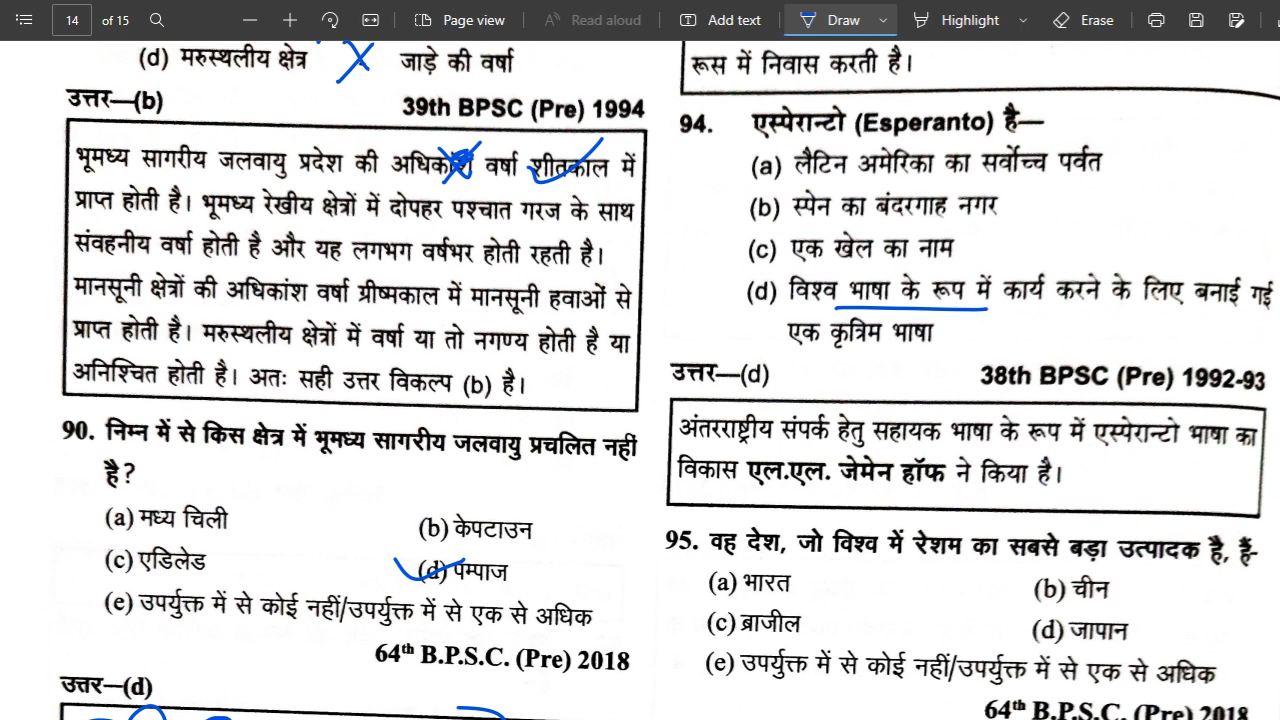 14 of 15
Page view
Read aloud
Add text
Draw
Highlight
Erase
(d) मरुस्थलीय क्षेत्र जाड़े की वर्षा
उत्तर—(b) 39th BPSC (Pre) 1994
भूमध्य सागरीय जलवायु प्रदेश की अधिकांश वर्षा शीतकाल में
प्राप्त होती है। भूमध्य रेखीय क्षेत्रों में दोपहर पश्चात गरज के साथ
संवहनीय वर्षा होती है और यह लगभग वर्षभर होती रहती है।
मानसूनी क्षेत्रों की अधिकांश वर्षा ग्रीष्मकाल में मानसूनी हवाओं से
प्राप्त होती है। मरुस्थलीय क्षेत्रों में वर्षा या तो नगण्य होती है या
अनिश्चित होती है। अतः सही उत्तर विकल्प (b) है।
90. निम्न में से किस क्षेत्र में भूमध्य सागरीय जलवायु प्रचलित नहीं
है?
(a) मध्य चिली (b) केपटाउन
(c) एडिलेड (d) पम्पाज
(e) उपर्युक्त में से कोई नहीं/उपर्युक्त में से एक से अधिक
64th B.P.S.C. (Pre) 2018
उत्तर—(d)
रूस में निवास करती है।
94. एस्पेरान्टो (Esperanto) है—
(a) लैटिन अमेरिका का सर्वोच्च पर्वत
(b) स्पेन का बंदरगाह नगर
(c) एक खेल का नाम
(d) विश्व भाषा के रूप में कार्य करने के लिए बनाई गई
एक कृत्रिम भाषा
उत्तर—(d) 38th BPSC (Pre) 1992-93
अंतरराष्ट्रीय संपर्क हेतु सहायक भाषा के रूप में एस्पेरान्टो भाषा का
विकास एल.एल. जेमेन हॉफ ने किया है।
95. वह देश, जो विश्व में रेशम का सबसे बड़ा उत्पादक है, है-
(a) भारत (b) चीन
(c) ब्राजील (d) जापान
(e) उपर्युक्त में से कोई नहीं/उपर्युक्त में से एक से अधिक
64th B.P.S.C. (Pre) 2018